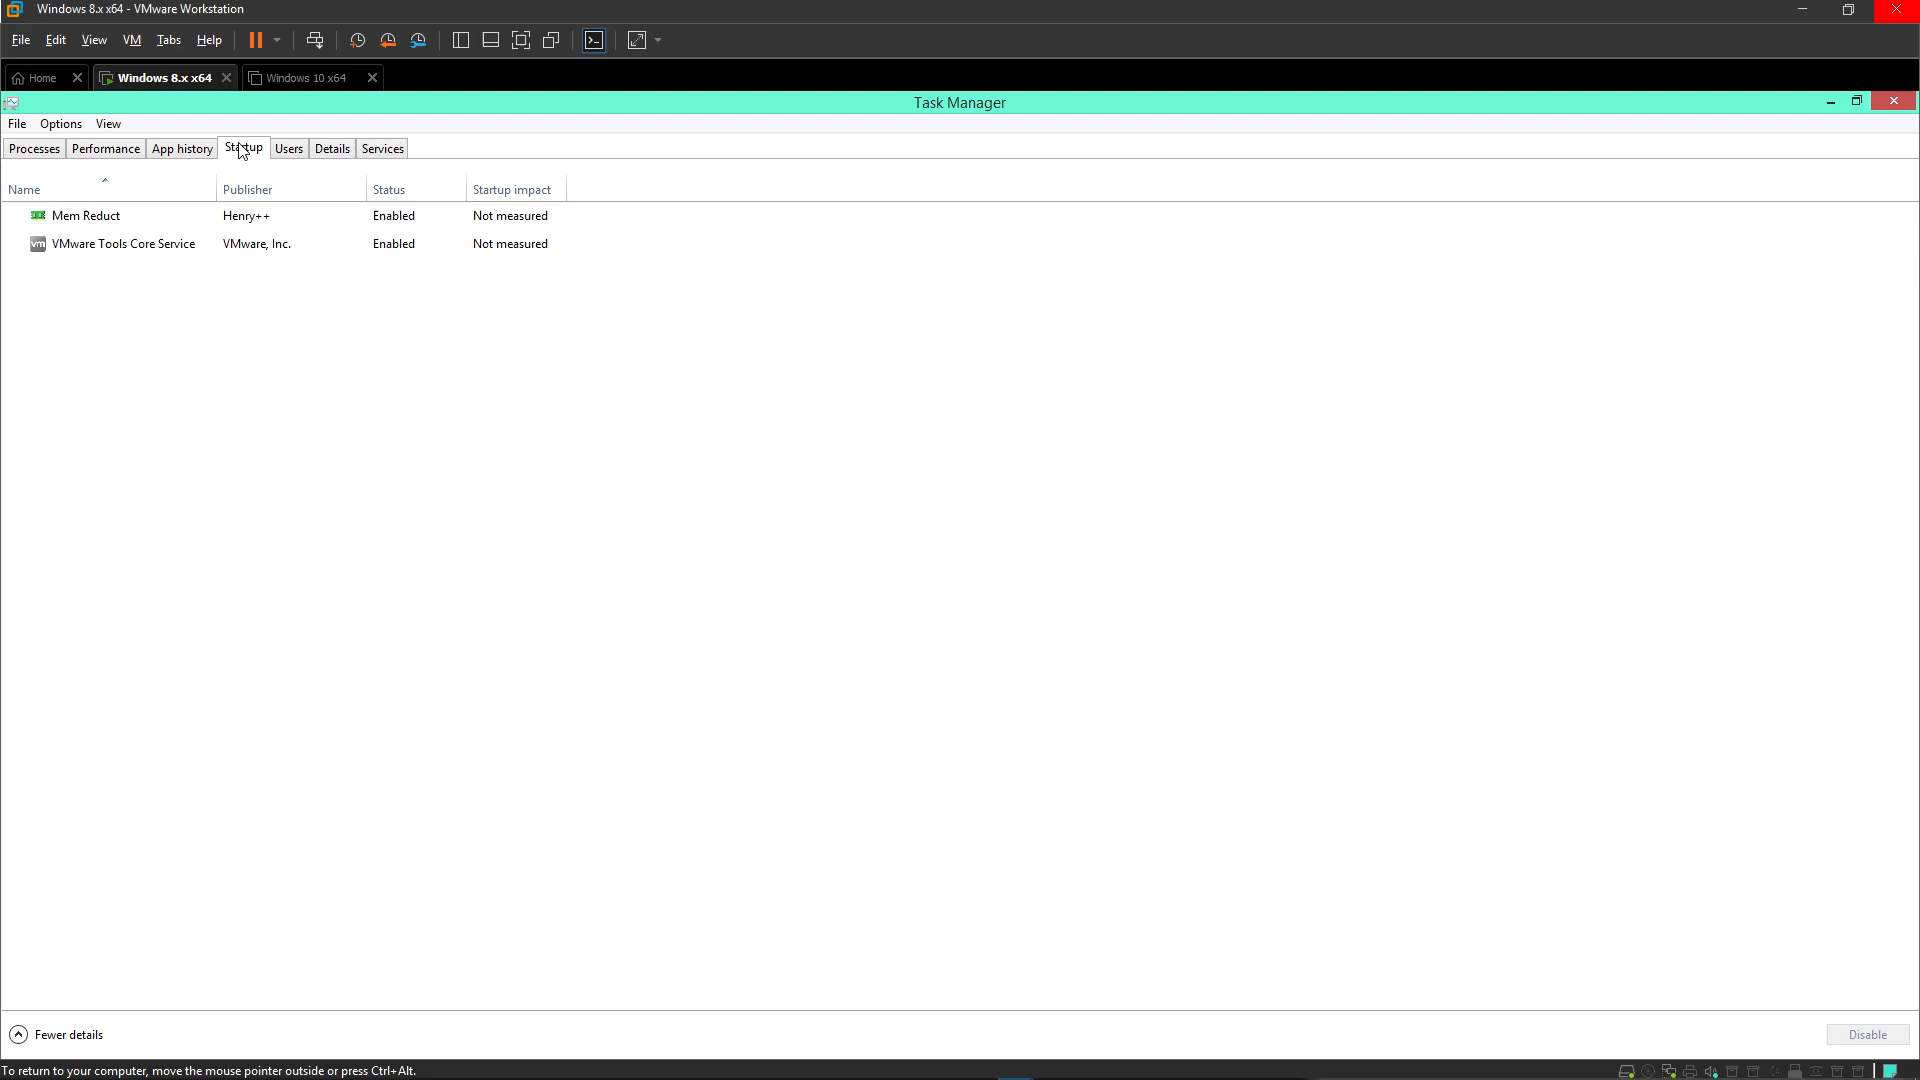 Windows 8.x x64 - VMware Workstation
File Edit View VM Tabs Help
Home Windows 8.x x64 Windows 10 x64
Task Manager
File Options View
Processes Performance App history Startup Users Details Services
Name Publisher Status Startup impact
Mem Reduct Henry++ Enabled Not measured
vm VMware Tools Core Service VMware, Inc. Enabled Not measured
Fewer details Disable
To return to your computer, move the mouse pointer outside or press Ctrl+Alt.